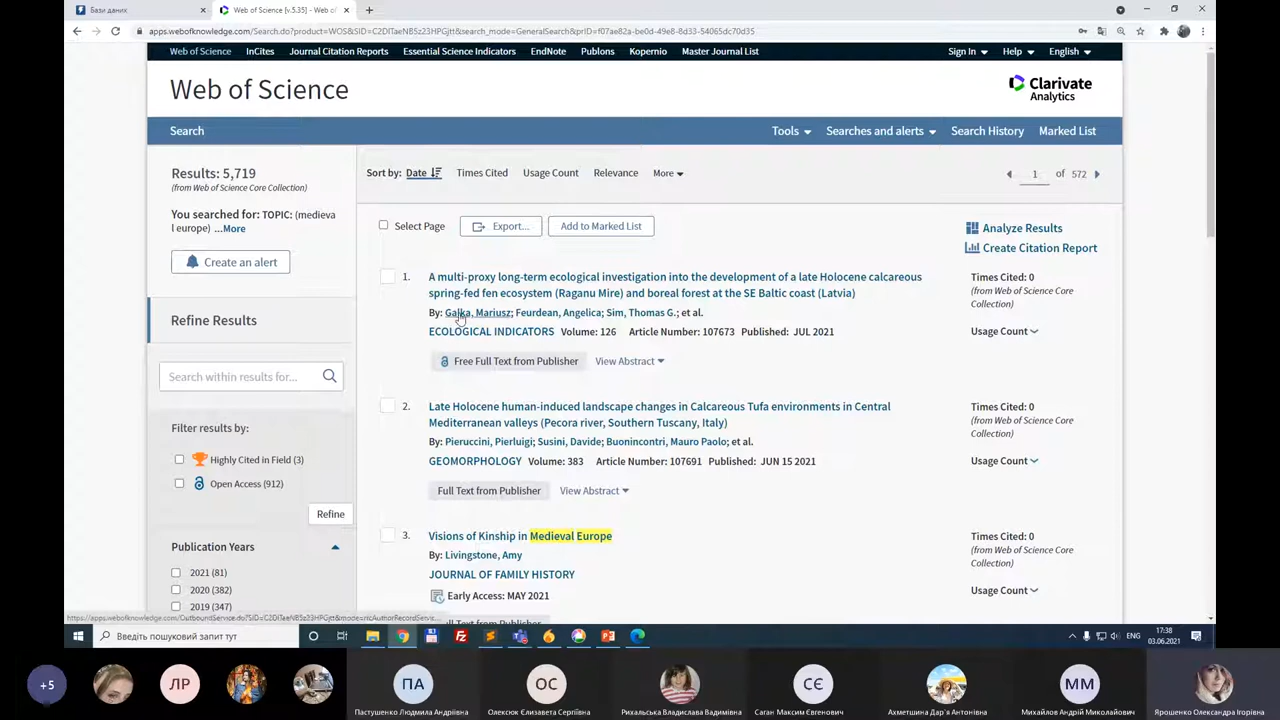 Бази даних
Web of Science [v.5.35] - Web of
apps.webofknowledge.com/Search.do?product=WOS&SID=C2DITaeNB5z23HPGjtt&search_mode=GeneralSearch&prID=f07ae82a-be0d-49e8-8d33-54065dc70d35
Web of Science InCites Journal Citation Reports Essential Science Indicators EndNote Publons Kopernio Master Journal List Sign In Help English
Web of Science
Clarivate
Analytics
Search Tools Searches and alerts Search History Marked List
Results: 5,719
(from Web of Science Core Collection)
You searched for: TOPIC: (medieva
l europe) ...More
Create an alert
Refine Results
Search within results for...
Filter results by:
Highly Cited in Field (3)
Open Access (912)
Refine
Publication Years
2021 (81)
2020 (382)
2019 (347)
Sort by: Date Times Cited Usage Count Relevance More
1 of 572
Select Page Export... Add to Marked List
Analyze Results
Create Citation Report
1. A multi-proxy long-term ecological investigation into the development of a late Holocene calcareous
spring-fed fen ecosystem (Raganu Mire) and boreal forest at the SE Baltic coast (Latvia)
By: Galka, Mariusz; Feurdean, Angelica; Sim, Thomas G.; et al.
ECOLOGICAL INDICATORS Volume: 126 Article Number: 107673 Published: JUL 2021
Free Full Text from Publisher View Abstract
Times Cited: 0
(from Web of Science Core
Collection)
Usage Count
2. Late Holocene human-induced landscape changes in Calcareous Tufa environments in Central
Mediterranean valleys (Pecora river, Southern Tuscany, Italy)
By: Pieruccini, Pierluigi; Susini, Davide; Buonincontri, Mauro Paolo; et al.
GEOMORPHOLOGY Volume: 383 Article Number: 107691 Published: JUN 15 2021
Full Text from Publisher View Abstract
Times Cited: 0
(from Web of Science Core
Collection)
Usage Count
3. Visions of Kinship in Medieval Europe
By: Livingstone, Amy
JOURNAL OF FAMILY HISTORY
Early Access: MAY 2021
Full Text from Publisher
Times Cited: 0
(from Web of Science Core
Collection)
Usage Count
Введіть пошуковий запит тут
ENG
17:38
03.06.2021
+5
ЛР
ПА
Пастушенко Людмила Андріївна
ОС
Олексюк Єлизавета Сергіївна
Рихальська Владислава Вадимівна
СЄ
Саган Максим Євгенович
Ахметшина Дар`я Антонівна
ММ
Михайлов Андрій Миколайович
Ярошенко Олександра Ігорівна